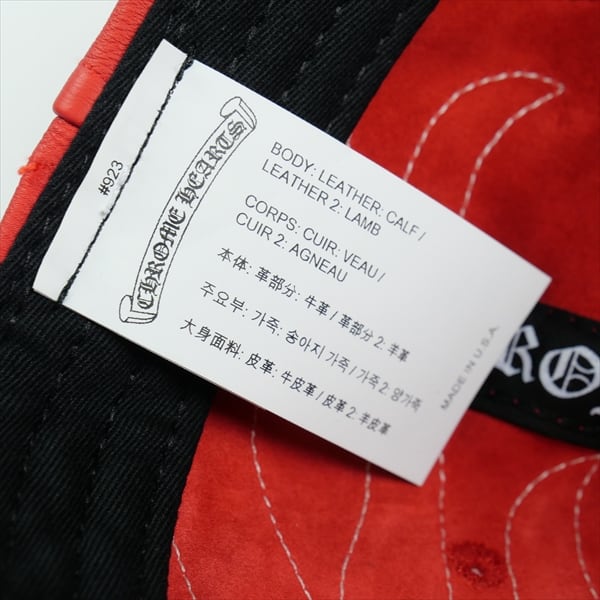 #923
CHROME HEARTS
BODY: LEATHER: CALF /
LEATHER 2: LAMB
CORPS: CUIR: VEAU /
CUIR 2: AGNEAU
本体: 革部分: 牛革 / 革部分 2: 羊革
주요부: 가죽: 송아지 가죽 / 가죽 2: 양가죽
大身面料: 皮革: 牛皮革 / 皮革 2: 羊皮革
MADE IN U.S.A.
RO